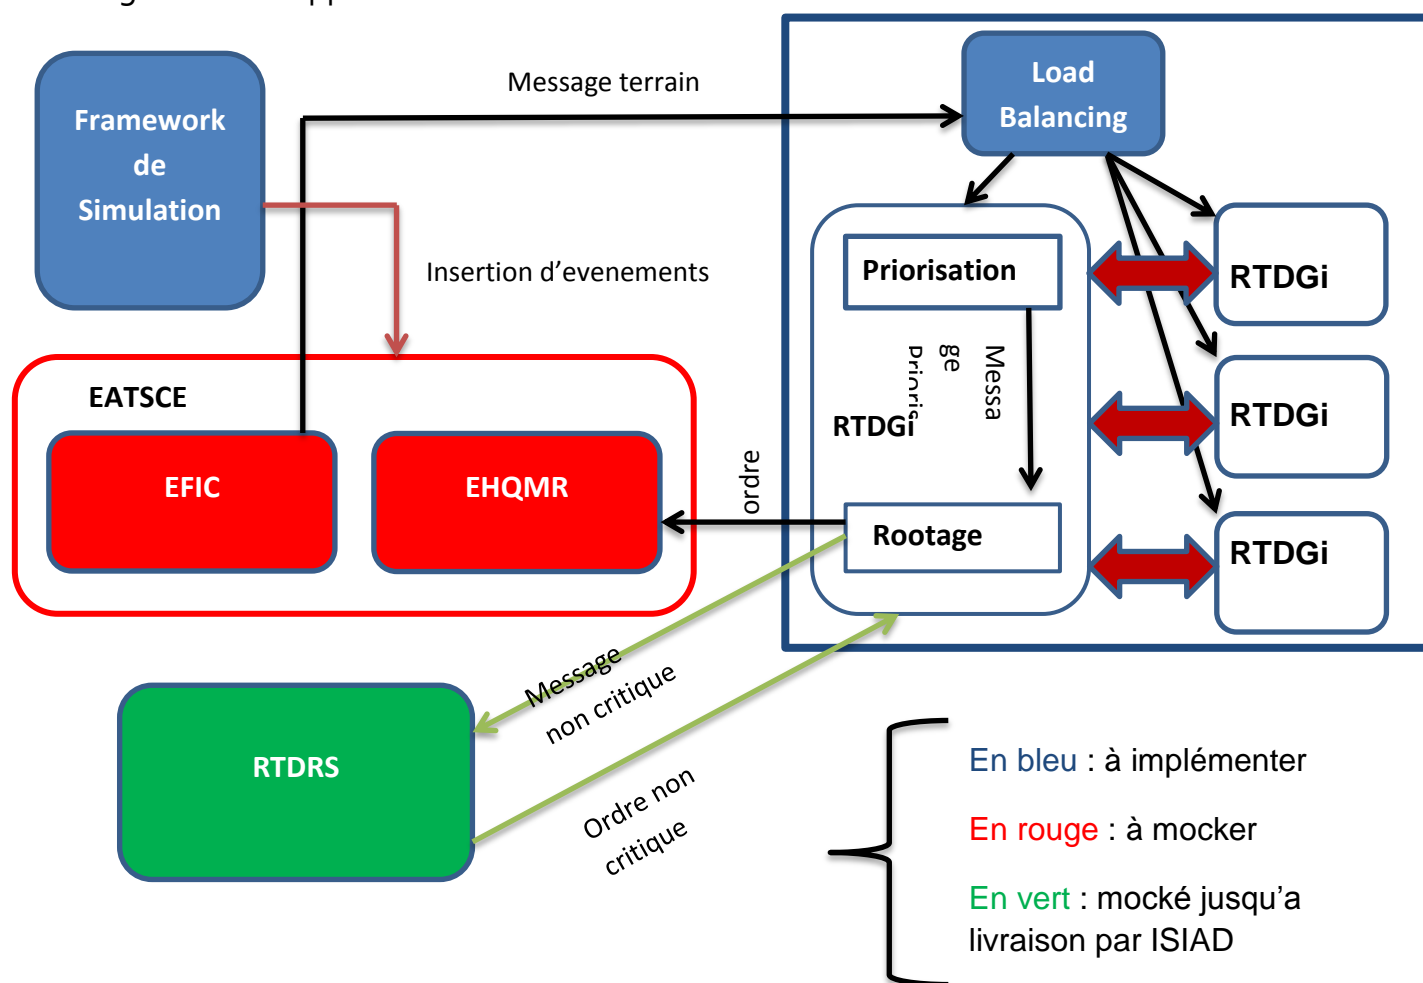 Message terrain
Load
Balancing
Framework
de
Simulation
Insertion d’evenements
Priorisation
RTDGi
Messa
ge
RTDGi
RTDGi
EATSCE
EFIC
EHQMR
ordre
Rootage
RTDGi
Message
non critique
RTDRS
Ordre non
critique
En bleu : à implémenter
En rouge : à mocker
En vert : mocké jusqu’a
livraison par ISIAD